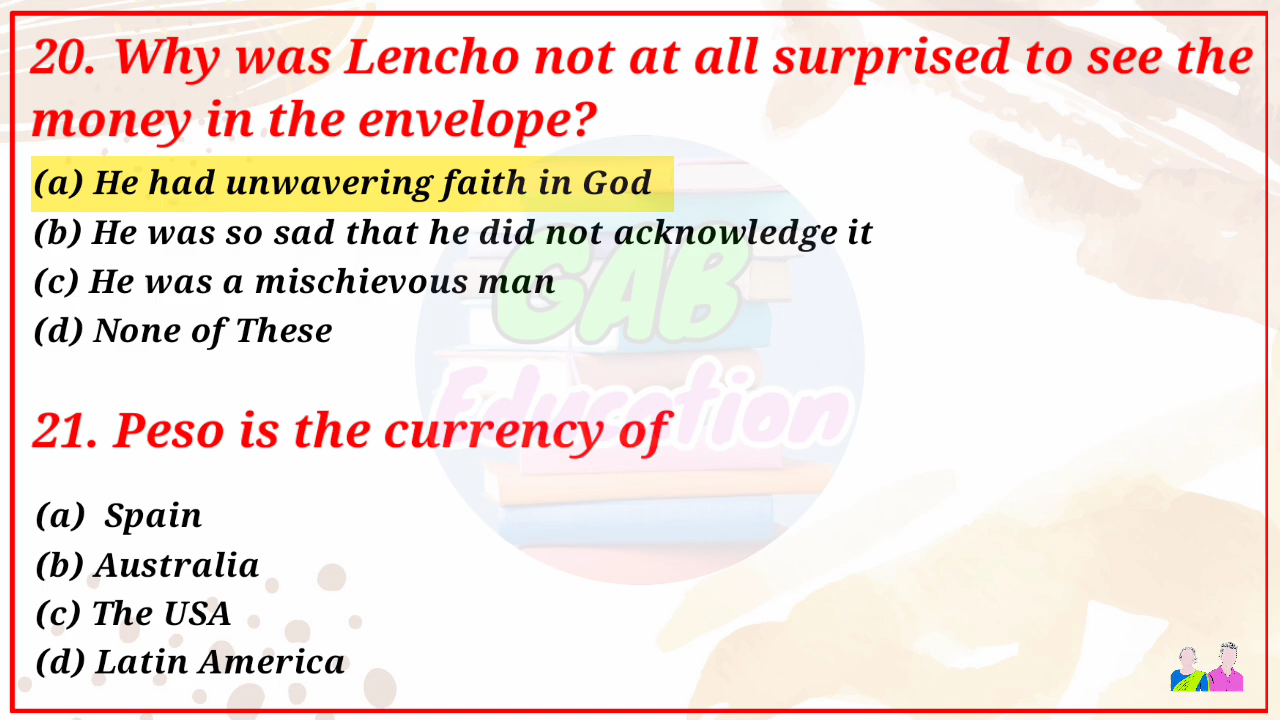 20. Why was Lencho not at all surprised to see the
money in the envelope?
(a) He had unwavering faith in God
(b) He was so sad that he did not acknowledge it
(c) He was a mischievous man
(d) None of These
GAB
Education
21. Peso is the currency of
(a) Spain
(b) Australia
(c) The USA
(d) Latin America